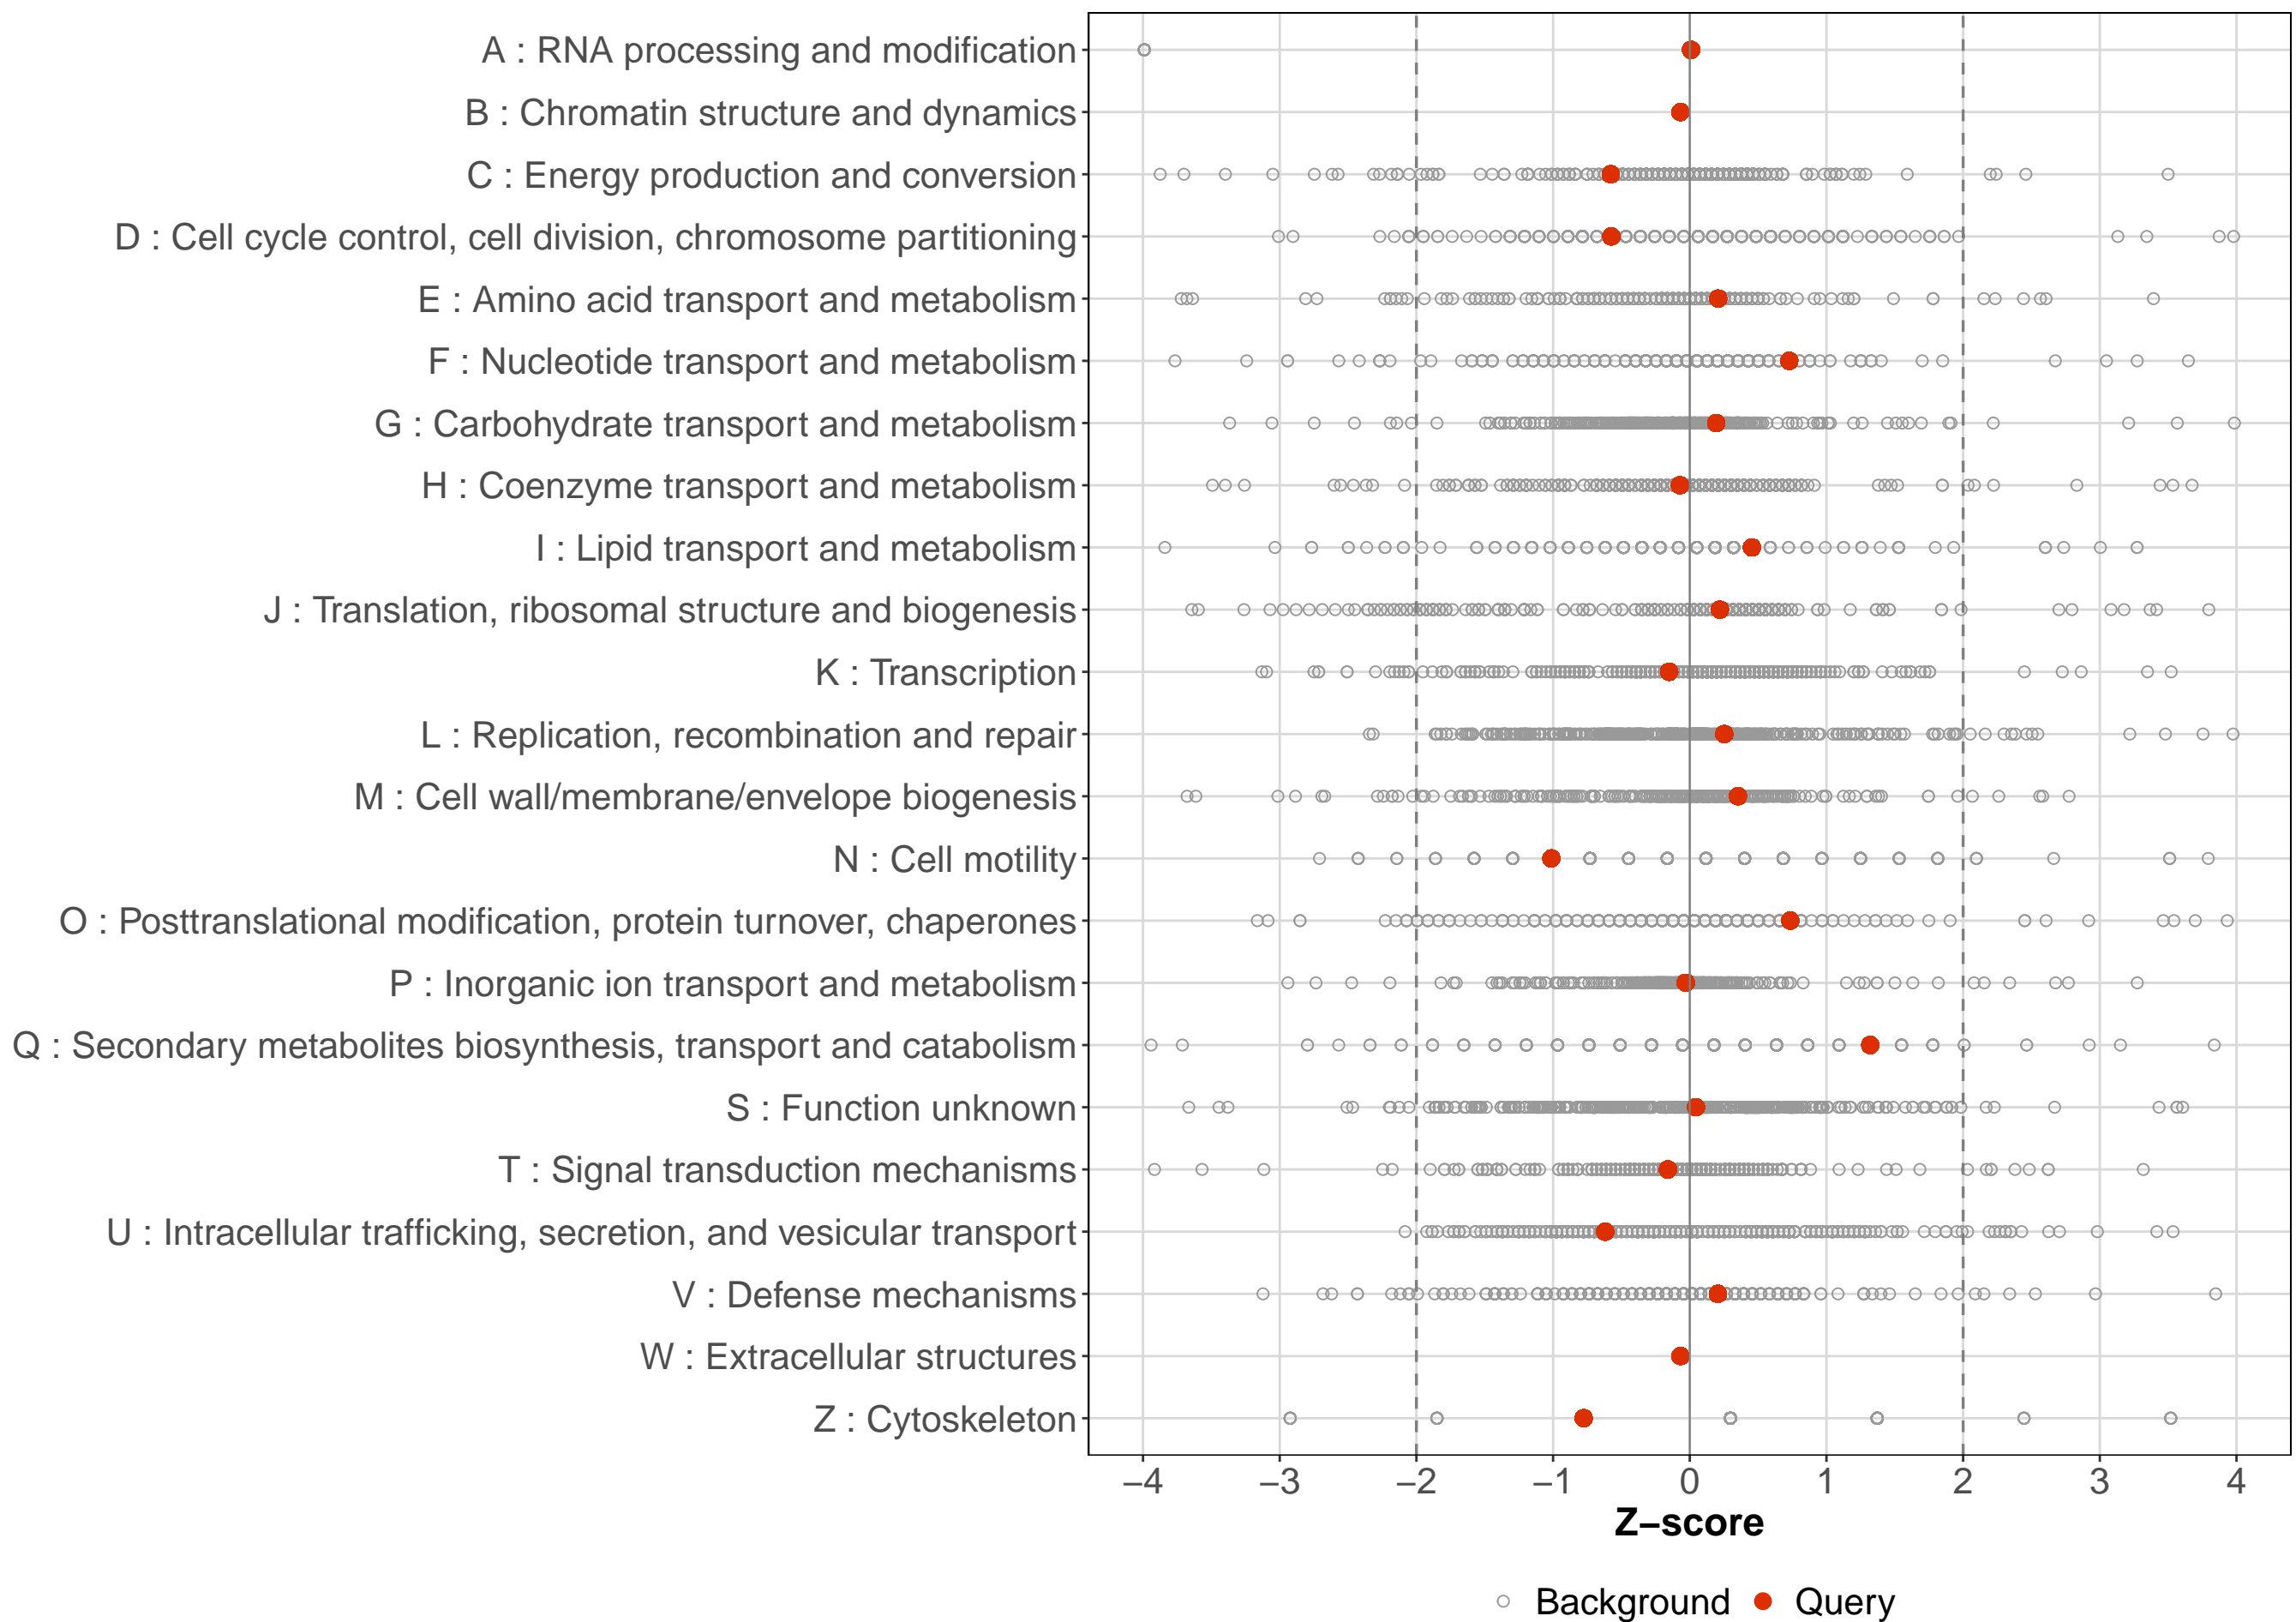 A : RNA processing and modification
B : Chromatin structure and dynamics
C : Energy production and conversion
D : Cell cycle control, cell division, chromosome partitioning
E : Amino acid transport and metabolism
F : Nucleotide transport and metabolism
G : Carbohydrate transport and metabolism
H : Coenzyme transport and metabolism
I : Lipid transport and metabolism
J : Translation, ribosomal structure and biogenesis
K : Transcription
L : Replication, recombination and repair
M : Cell wall/membrane/envelope biogenesis
N : Cell motility
O : Posttranslational modification, protein turnover, chaperones
P : Inorganic ion transport and metabolism
Q : Secondary metabolites biosynthesis, transport and catabolism
S : Function unknown
T : Signal transduction mechanisms
U : Intracellular trafficking, secretion, and vesicular transport
V : Defense mechanisms
W : Extracellular structures
Z : Cytoskeleton
−4 −3 −2 −1 0 1 2 3 4
Z−score
Background Query